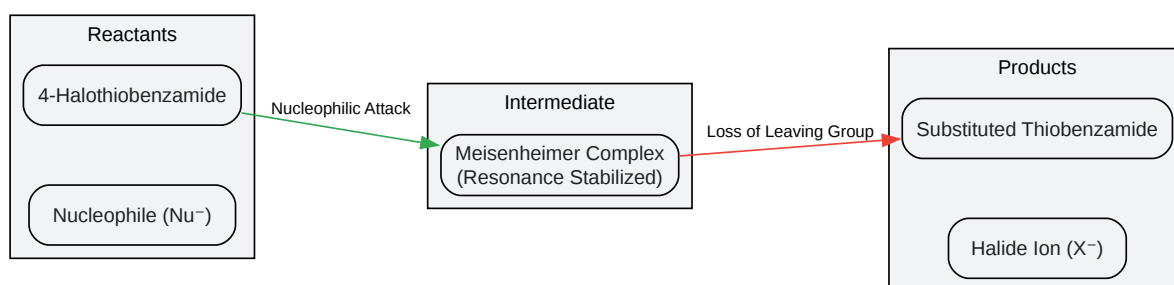 Reactants
4-Halothiobenzamide
Nucleophile (Nu⁻)
Nucleophilic Attack
Intermediate
Meisenheimer Complex
(Resonance Stabilized)
Loss of Leaving Group
Products
Substituted Thiobenzamide
Halide Ion (X⁻)